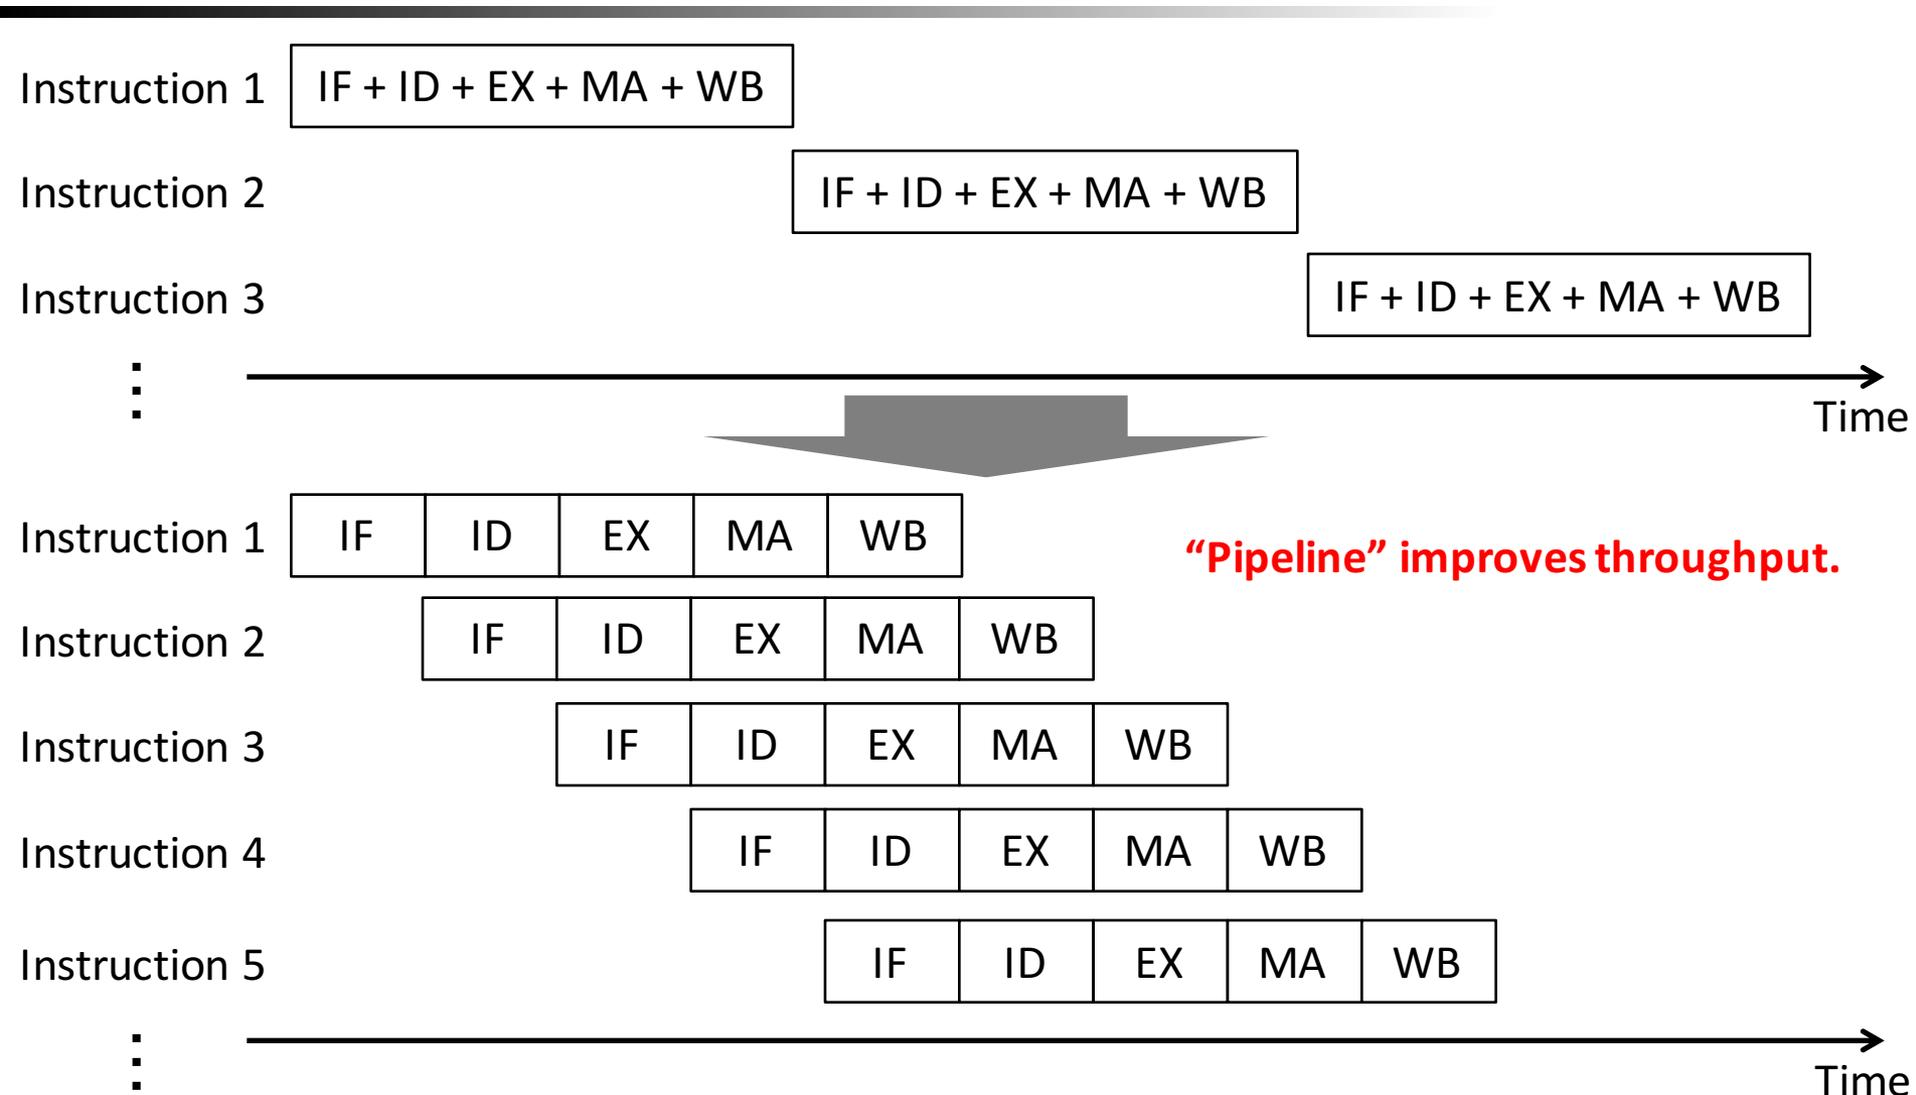 Instruction 1 IF + ID + EX + MA + WB
Instruction 2 IF + ID + EX + MA + WB
Instruction 3 IF + ID + EX + MA + WB
⋮
Time
Instruction 1 IF ID EX MA WB
“Pipeline” improves throughput.
Instruction 2 IF ID EX MA WB
Instruction 3 IF ID EX MA WB
Instruction 4 IF ID EX MA WB
Instruction 5 IF ID EX MA WB
⋮
Time